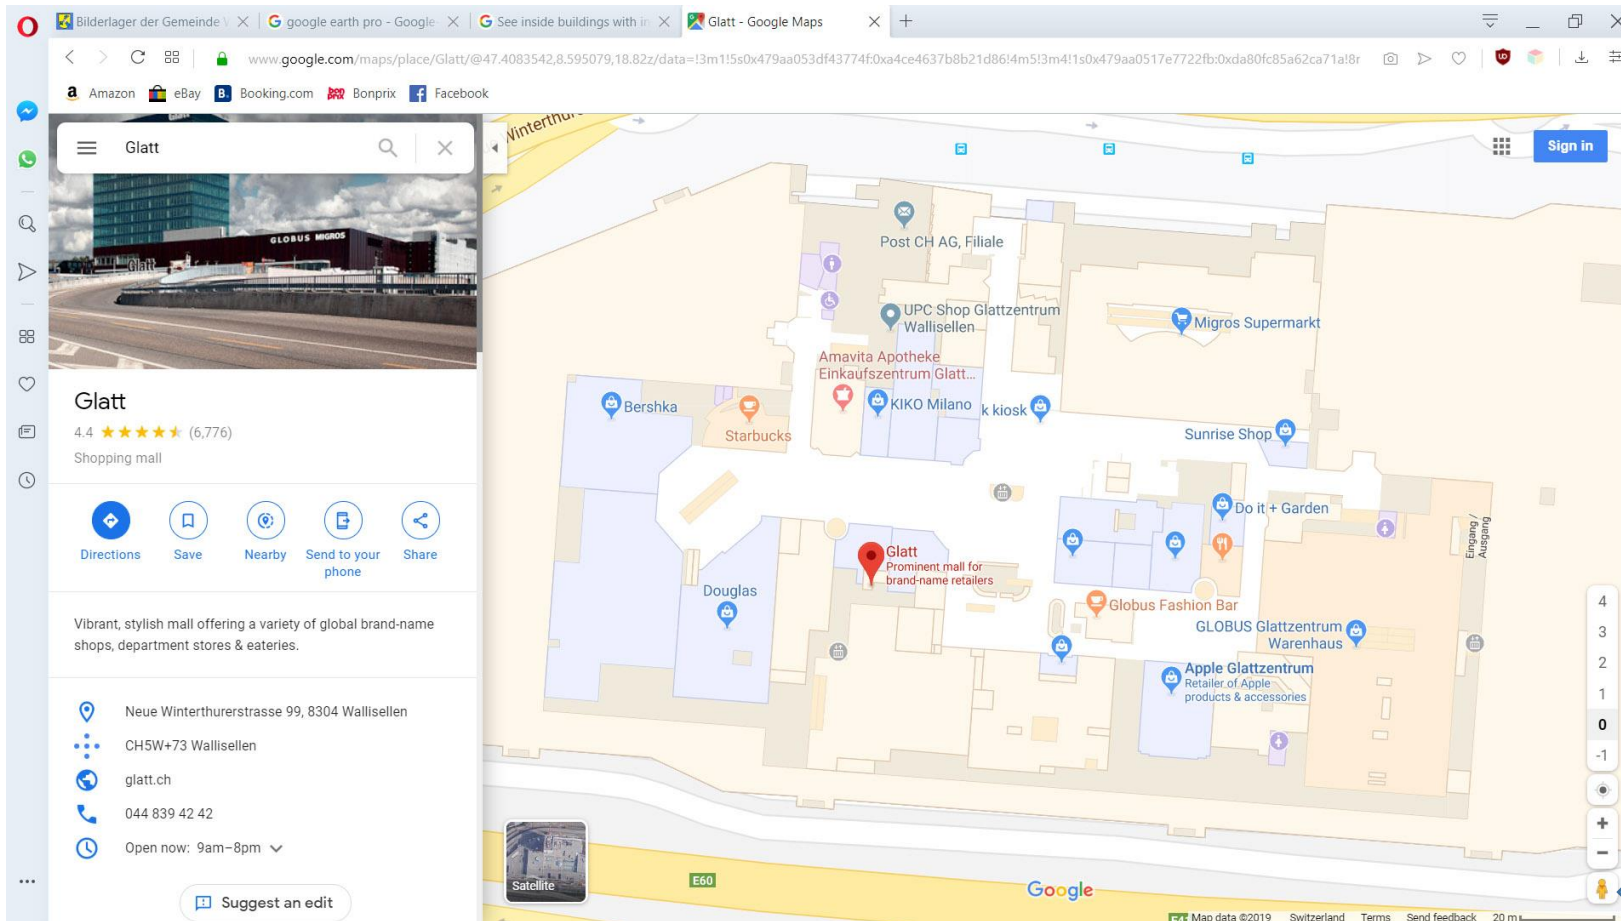 Bilderlager der Gemeinde
google earth pro - Google
See inside buildings with in
Glatt - Google Maps
www.google.com/maps/place/Glatt/@47.4083542,8.595079,18.82z/data=!3m1!1s0x479aa053df43774f:0xa4ce4637b8b21d86!4m5!3m4!1s0x479aa0517e7722fb:0xda80fc85a62ca71a!8r
Amazon eBay Booking.com Bonprix Facebook
Glatt
GLOBUS MIGROS
Glatt
Glatt
4.4 (6,776)
Shopping mall
Directions
Save
Nearby
Send to your
phone
Share
Vibrant, stylish mall offering a variety of global brand-name
shops, department stores & eateries.
Neue Winterthurerstrasse 99, 8304 Wallisellen
CH5W+73 Wallisellen
glatt.ch
044 839 42 42
Open now: 9am–8pm
Suggest an edit
Sign in
Post CH AG, Filiale
UPC Shop Glattzentrum
Wallisellen
Migros Supermarkt
Amavita Apotheke
Einkaufszentrum Glatt...
Bershka
Starbucks
KIKO Milano
k kiosk
Sunrise Shop
Do it + Garden
Eingang /
Ausgang
Glatt
Prominent mall for
brand-name retailers
Douglas
Globus Fashion Bar
GLOBUS Glattzentrum
Warenhaus
Apple Glattzentrum
Retailer of Apple
products & accessories
4
3
2
1
0
-1
Satellite
E60
Google
Map data ©2019 Switzerland Terms Send feedback 20 m